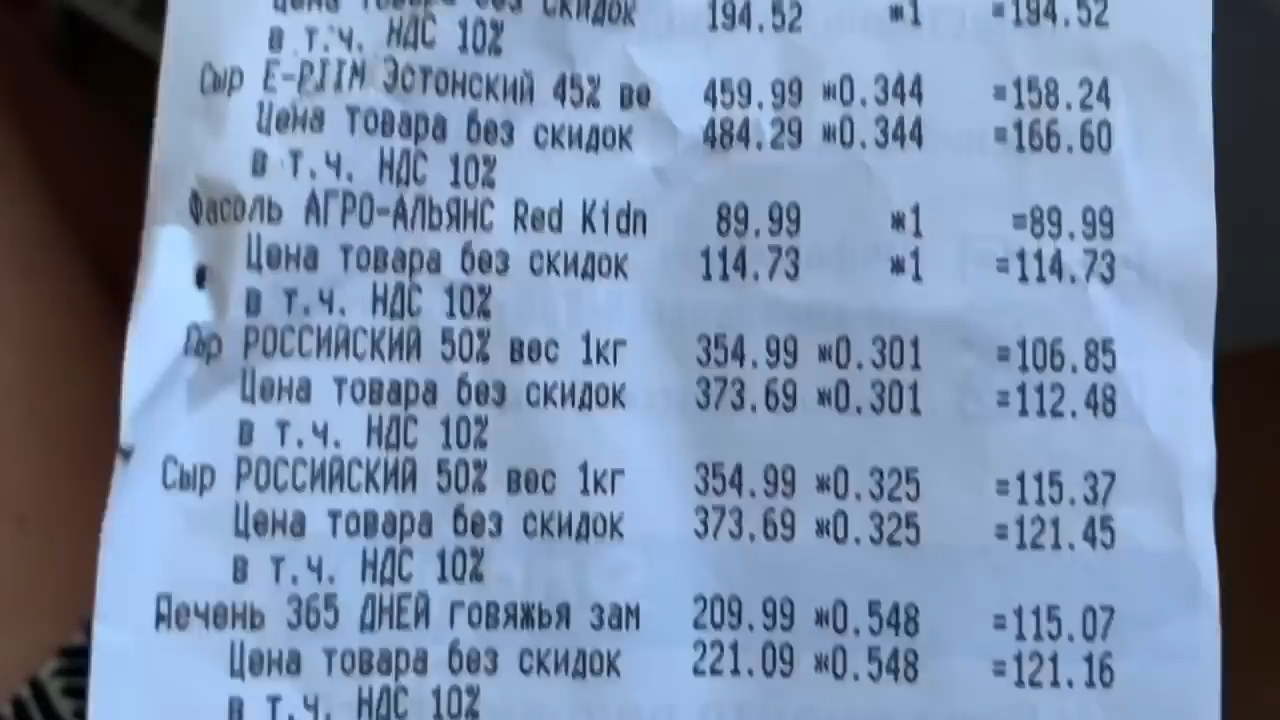 Цена товара без скидок 194.52 *1 =194.52
в т.ч. НДС 10%
Сыр E-PIIM Эстонский 45% ве 459.99 *0.344 =158.24
Цена товара без скидок 484.29 *0.344 =166.60
в т.ч. НДС 10%
Фасоль АГРО-АЛЬЯНС Red Kidn 89.99 *1 =89.99
Цена товара без скидок 114.73 *1 =114.73
в т.ч. НДС 10%
Сыр РОССИЙСКИЙ 50% вес 1кг 354.99 *0.301 =106.85
Цена товара без скидок 373.69 *0.301 =112.48
в т.ч. НДС 10%
Сыр РОССИЙСКИЙ 50% вес 1кг 354.99 *0.325 =115.37
Цена товара без скидок 373.69 *0.325 =121.45
в т.ч. НДС 10%
Печень 365 ДНЕЙ говяжья зам 209.99 *0.548 =115.07
Цена товара без скидок 221.09 *0.548 =121.16
в т.ч. НДС 10%